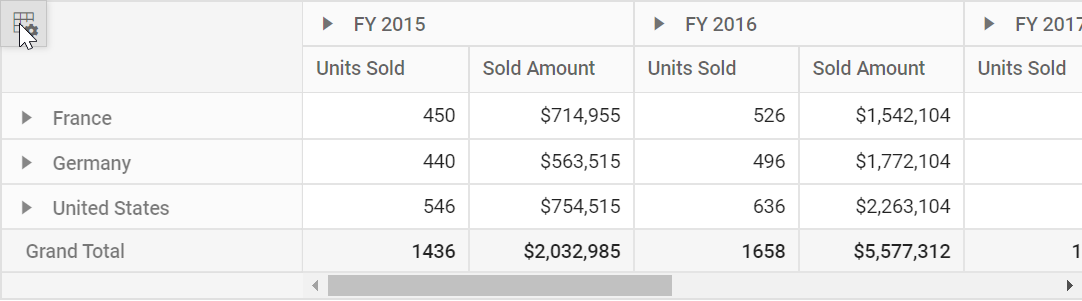 FY 2015 FY 2016 FY 2017
Units Sold Sold Amount Units Sold Sold Amount Units Sold
France 450 $714,955 526 $1,542,104
Germany 440 $563,515 496 $1,772,104
United States 546 $754,515 636 $2,263,104
Grand Total 1436 $2,032,985 1658 $5,577,312 1